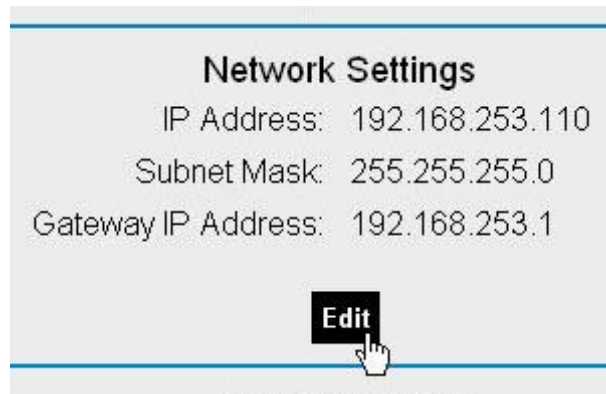 Network Settings
IP Address: 192.168.253.110
Subnet Mask: 255.255.255.0
Gateway IP Address: 192.168.253.1
Edit